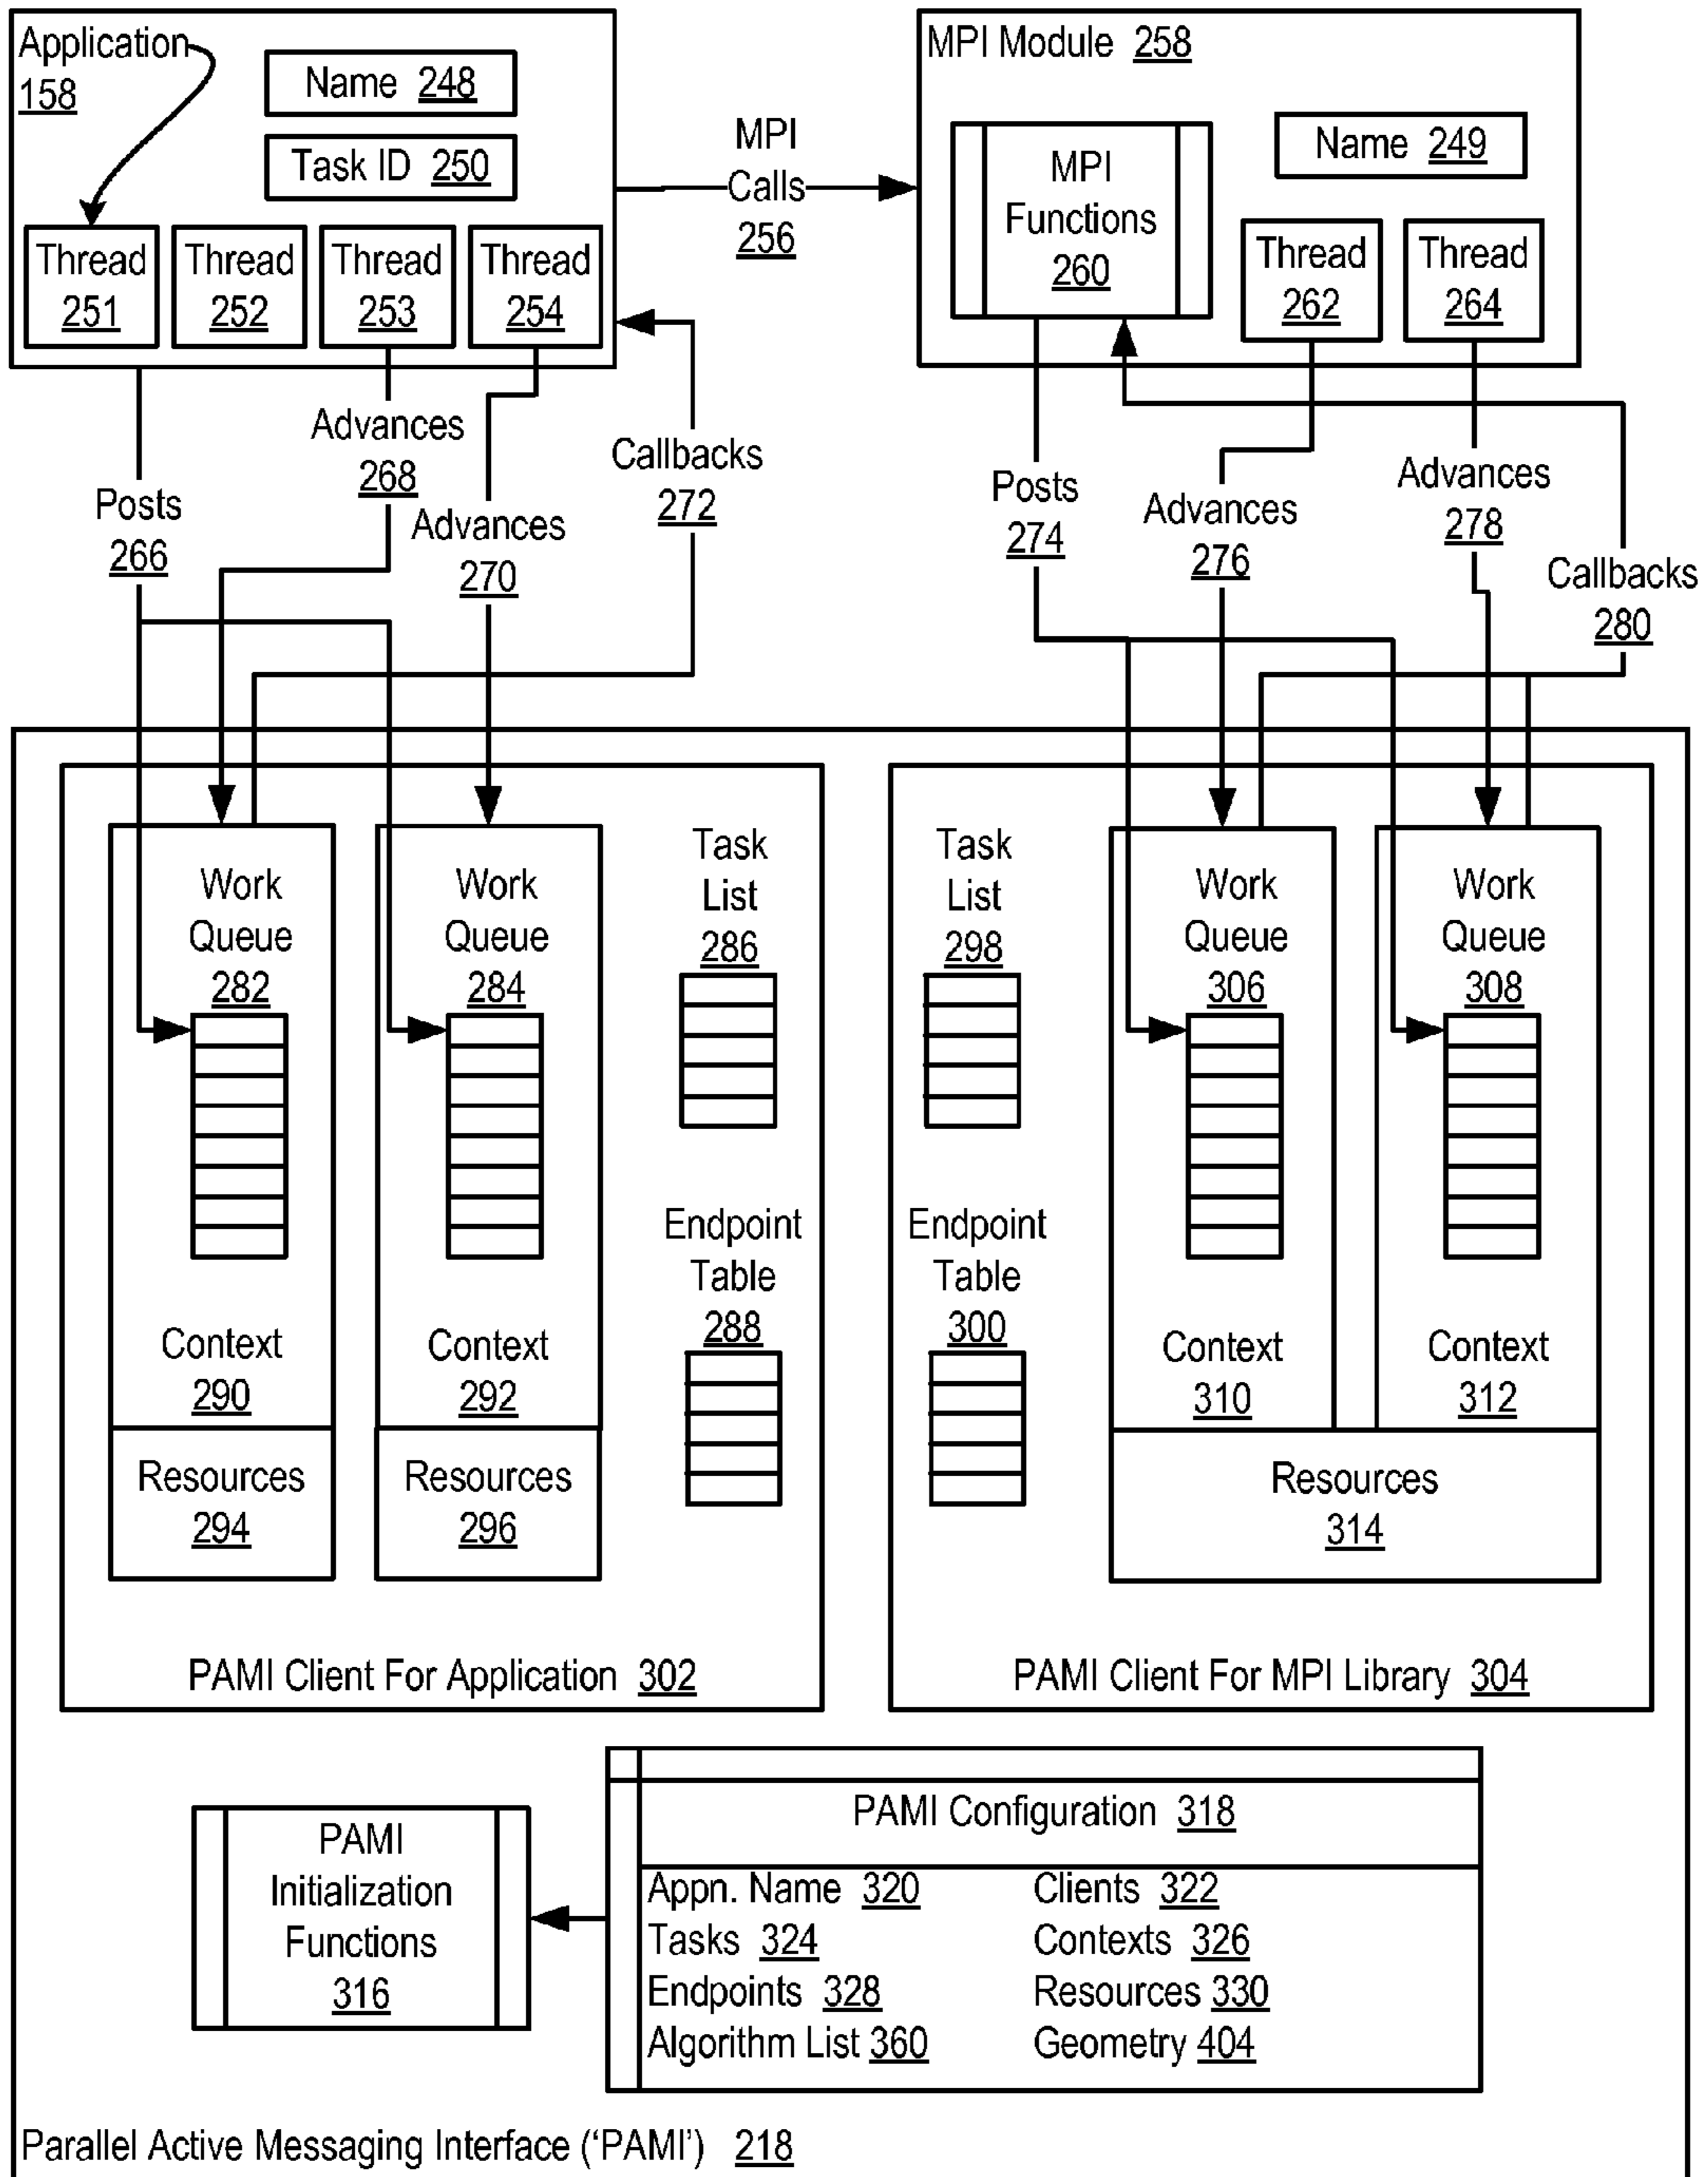 Application
158
Name 248
Task ID 250
Thread
251
Thread
252
Thread
253
Thread
254
MPI
Calls
256
MPI Module 258
MPI
Functions
260
Name 249
Thread
262
Thread
264
Posts
266
Advances
268
Advances
270
Callbacks
272
Posts
274
Advances
276
Advances
278
Callbacks
280
Work
Queue
282
Context
290
Resources
294
Work
Queue
284
Context
292
Resources
296
Task
List
286
Endpoint
Table
288
PAMI Client For Application 302
Task
List
298
Endpoint
Table
300
Work
Queue
306
Context
310
Work
Queue
308
Context
312
Resources
314
PAMI Client For MPI Library 304
PAMI
Initialization
Functions
316
PAMI Configuration 318
Appn. Name 320 Clients 322
Tasks 324 Contexts 326
Endpoints 328 Resources 330
Algorithm List 360 Geometry 404
Parallel Active Messaging Interface (‘PAMI’) 218